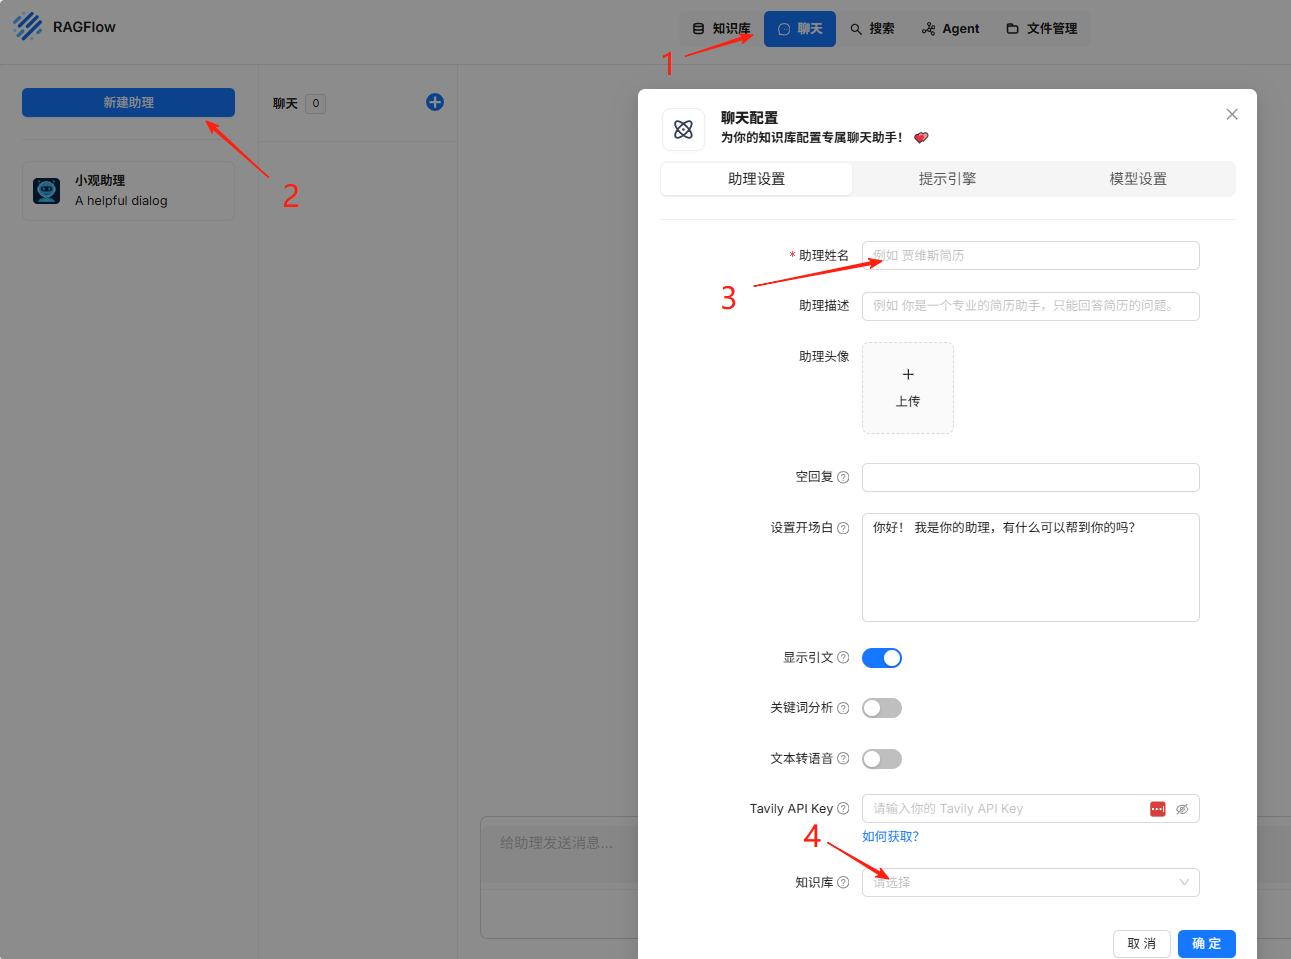 RAGFlow
知识库
聊天
搜索
Agent
文件管理
1
新建助理
聊天 0
2
小观助理
A helpful dialog
聊天配置
为你的知识库配置专属聊天助手！
助理设置
提示引擎
模型设置
* 助理姓名
例如 贾维斯简历
3
助理描述
例如 你是一个专业的简历助手，只能回答简历的问题。
助理头像
上传
空回复
设置开场白
你好！ 我是你的助理，有什么可以帮到你的吗？
显示引文
关键词分析
文本转语音
Tavily API Key
请输入你的 Tavily API Key
如何获取？
4
给助理发送消息...
知识库
请选择
取 消
确 定